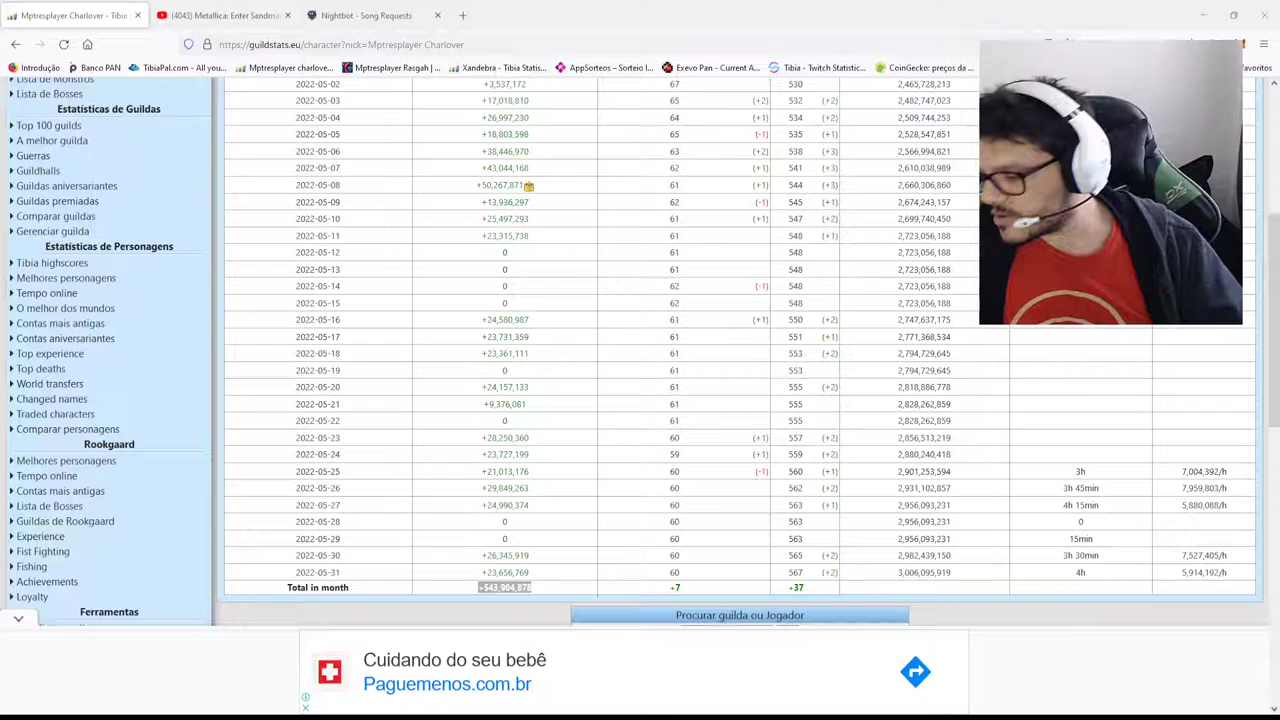 Mptresplayer Charlover - Tibia
(4043) Metallica: Enter Sandma
Nightbot - Song Requests
https://guildstats.eu/character?nick=Mptresplayer Charlover
Introdução
Banco PAN
TibiaPal.com - All you...
Mptresplayer charlove...
Mptresplayer Rasgah |...
Xandebra - Tibia Statis...
AppSorteos – Sorteio I...
Exevo Pan - Current A...
Tibia - Twitch Statistic...
CoinGecko: preços da ...
Favoritos
Lista de Monstros
Lista de Bosses
Estatísticas de Guildas
Top 100 guilds
A melhor guilda
Guerras
Guildhalls
Guildas aniversariantes
Guildas premiadas
Comparar guildas
Gerenciar guilda
Estatísticas de Personagens
Tibia highscores
Melhores personagens
Tempo online
O melhor dos mundos
Contas mais antigas
Contas aniversariantes
Top experience
Top deaths
World transfers
Changed names
Traded characters
Comparar personagens
Rookgaard
Melhores personagens
Tempo online
Contas mais antigas
Lista de Bosses
Guildas de Rookgaard
Experience
Fist Fighting
Fishing
Achievements
Loyalty
Ferramentas
2022-05-02 +3,537,172 67 530 2,465,728,213
2022-05-03 +17,018,810 65 (+2) 532 (+2) 2,482,747,023
2022-05-04 +26,997,230 64 (+1) 534 (+2) 2,509,744,253
2022-05-05 +18,803,598 65 (-1) 535 (+1) 2,528,547,851
2022-05-06 +38,446,970 63 (+2) 538 (+3) 2,566,994,821
2022-05-07 +43,044,168 62 (+1) 541 (+3) 2,610,038,989
2022-05-08 +50,267,871 61 (+1) 544 (+3) 2,660,306,860
2022-05-09 +13,936,297 62 (-1) 545 (+1) 2,674,243,157
2022-05-10 +25,497,293 61 (+1) 547 (+2) 2,699,740,450
2022-05-11 +23,315,738 61 548 (+1) 2,723,056,188
2022-05-12 0 61 548 2,723,056,188
2022-05-13 0 61 548 2,723,056,188
2022-05-14 0 62 (-1) 548 2,723,056,188
2022-05-15 0 62 548 2,723,056,188
2022-05-16 +24,580,987 61 (+1) 550 (+2) 2,747,637,175
2022-05-17 +23,731,359 61 551 (+1) 2,771,368,534
2022-05-18 +23,361,111 61 553 (+2) 2,794,729,645
2022-05-19 0 61 553 2,794,729,645
2022-05-20 +24,157,133 61 555 (+2) 2,818,886,778
2022-05-21 +9,376,081 61 555 2,828,262,859
2022-05-22 0 61 555 2,828,262,859
2022-05-23 +28,250,360 60 (+1) 557 (+2) 2,856,513,219
2022-05-24 +23,727,199 59 (+1) 559 (+2) 2,880,240,418
2022-05-25 +21,013,176 60 (-1) 560 (+1) 2,901,253,594 3h 7,004,392/h
2022-05-26 +29,849,263 60 562 (+2) 2,931,102,857 3h 45min 7,959,803/h
2022-05-27 +24,990,374 60 563 (+1) 2,956,093,231 4h 15min 5,880,088/h
2022-05-28 0 60 563 2,956,093,231 0
2022-05-29 0 60 563 2,956,093,231 15min
2022-05-30 +26,345,919 60 565 (+2) 2,982,439,150 3h 30min 7,527,405/h
2022-05-31 +23,656,769 60 567 (+2) 3,006,095,919 4h 5,914,192/h
Total in month +543,904,878 +7 +37
Procurar guilda ou Jogador
Cuidando do seu bebê
Paguemenos.com.br